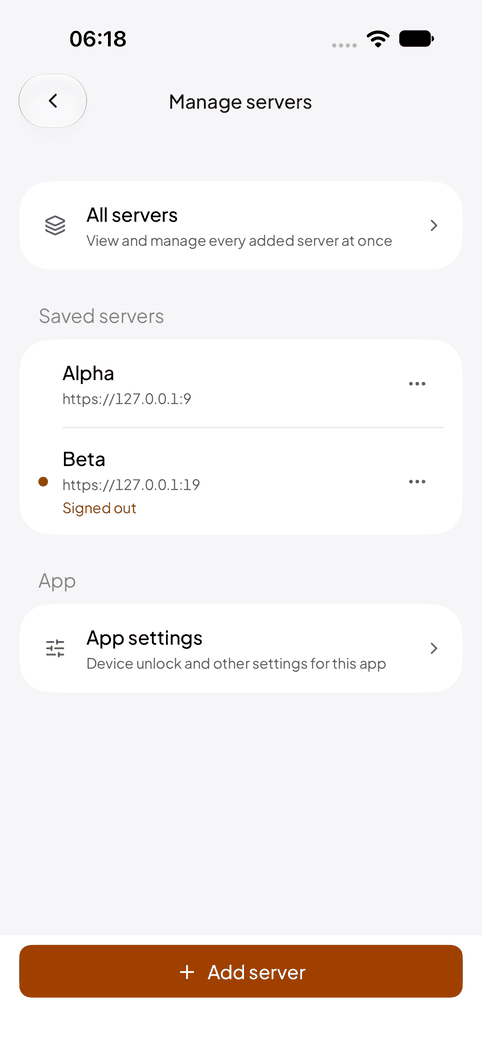 06:18
Manage servers
All servers
View and manage every added server at once
Saved servers
Alpha
https://127.0.0.1:9
Beta
https://127.0.0.1:19
Signed out
App
App settings
Device unlock and other settings for this app
Add server